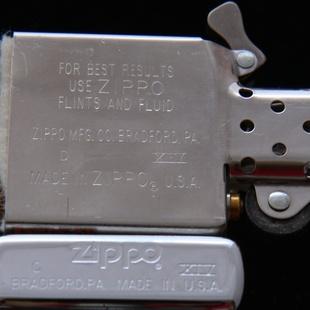 FOR BEST RESULTS
USE ZIPPO
FLINTS AND FLUID
ZIPPO MFG. CO. BRADFORD, PA.
D XIV
MADE IN ZIPPO® U.S.A.
Zippo
C XIV
BRADFORD, PA. MADE IN U.S.A.